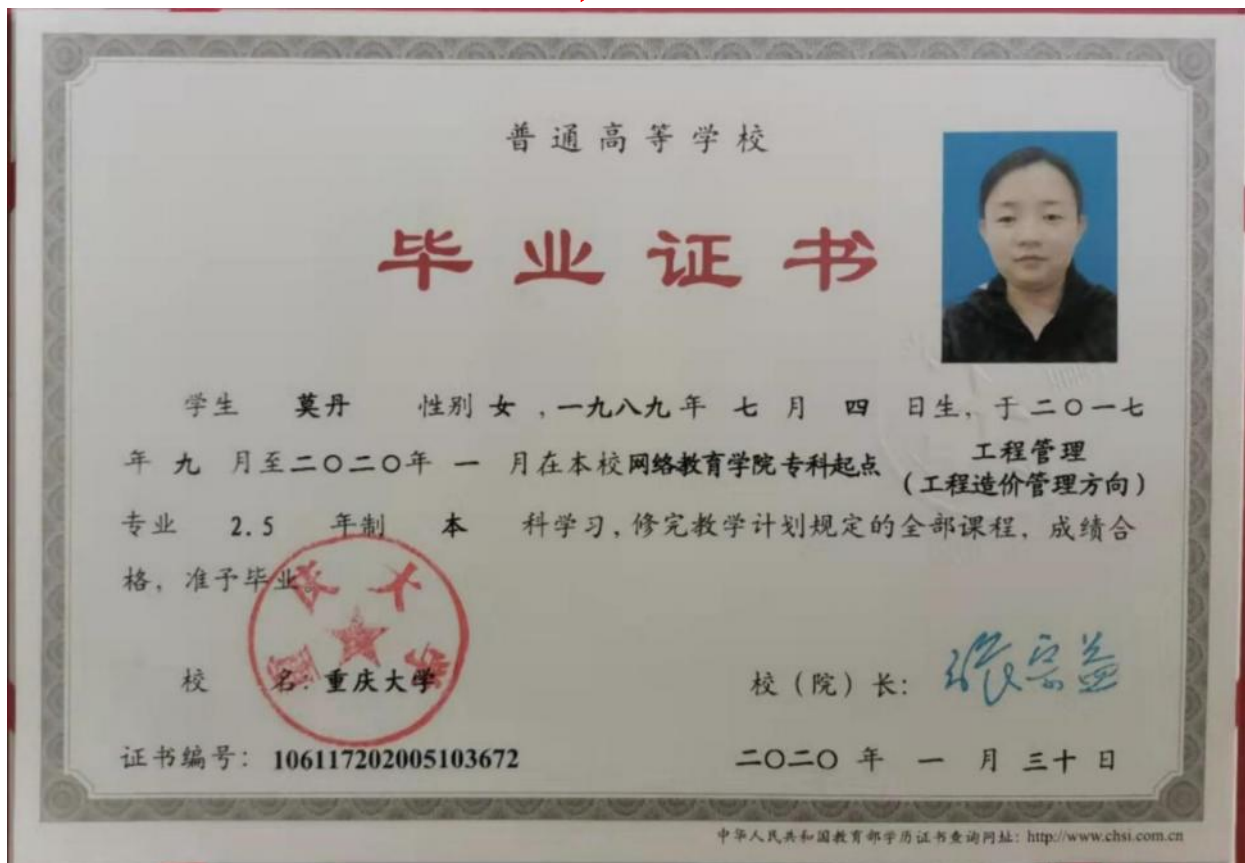 普通高等学校
毕业证书
学生 莫丹 性别 女 ，一九八九年 七 月 四 日生，于二〇一七
年 九 月至二〇二〇年 一 月在本校网络教育学院专科起点 工程管理
（工程造价管理方向）
专业 2.5 年制 本 科学习，修完教学计划规定的全部课程，成绩合
格，准予毕业。
重庆大学
校 名：重庆大学
校（院）长：张宗益
证书编号：106117202005103672
二〇二〇 年 一 月 三十 日
中华人民共和国教育部学历证书查询网址：http://www.chsi.com.cn